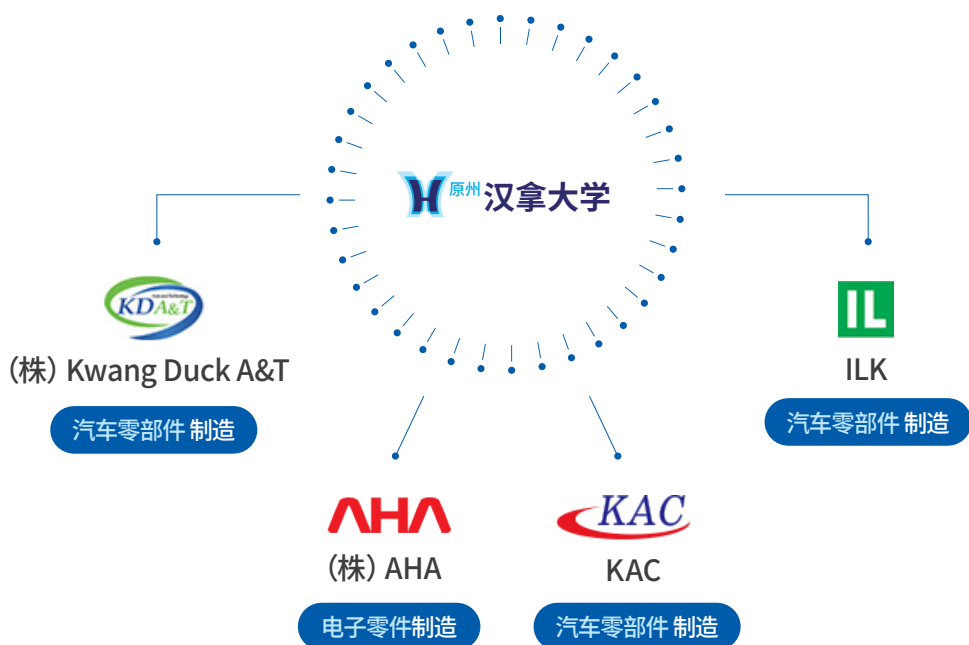 原州 汉拿大学
KDA&T
(株) Kwang Duck A&T
汽车零部件 制造
IL
ILK
汽车零部件 制造
AHA
(株) AHA
电子零件制造
KAC
KAC
汽车零部件 制造